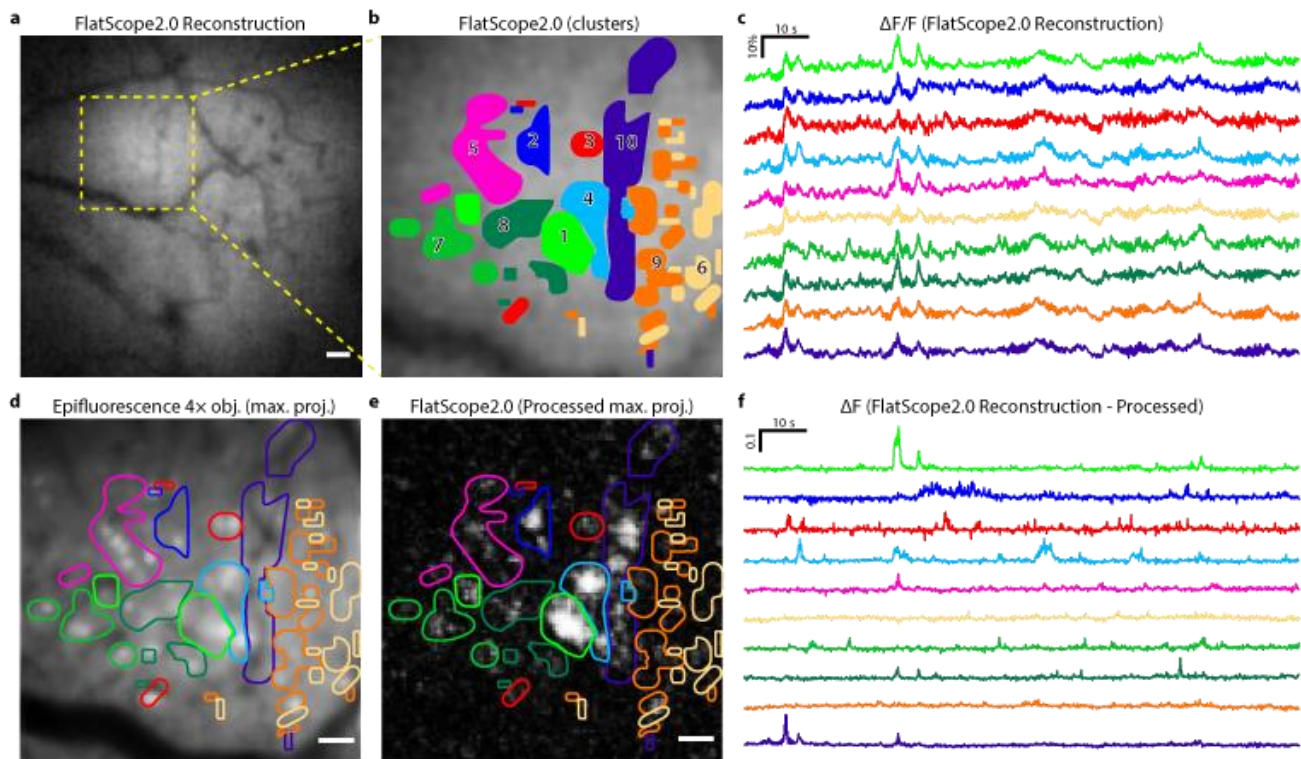 a FlatScope2.0 Reconstruction
b FlatScope2.0 (clusters)
5
2
3
10
4
8
7
1
9
6
c ΔF/F (FlatScope2.0 Reconstruction)
10 s
10%
d Epifluorescence 4× obj. (max. proj.)
e FlatScope2.0 (Processed max. proj.)
f ΔF (FlatScope2.0 Reconstruction - Processed)
10 s
0.1